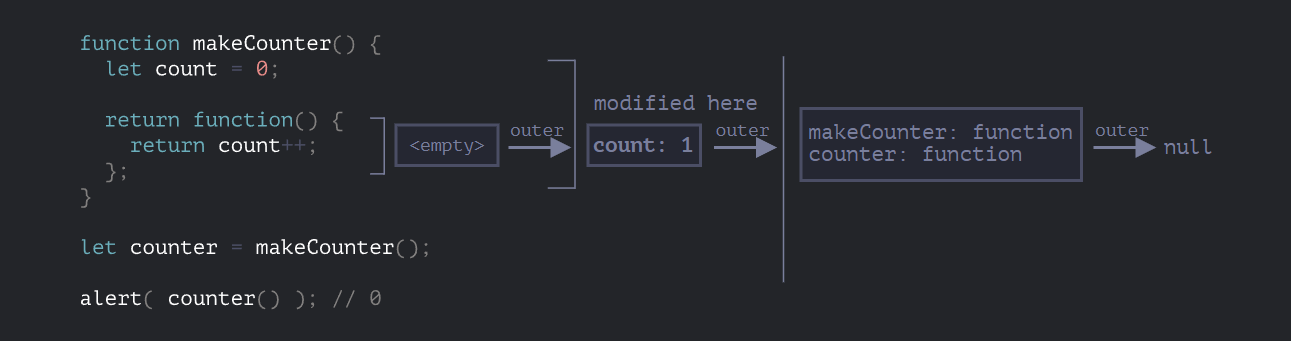 function makeCounter() {
let count = 0;
return function() {
return count++;
};
}
let counter = makeCounter();
alert( counter() ); // 0
<empty>
outer
modified here
count: 1
outer
makeCounter: function
counter: function
outer
null